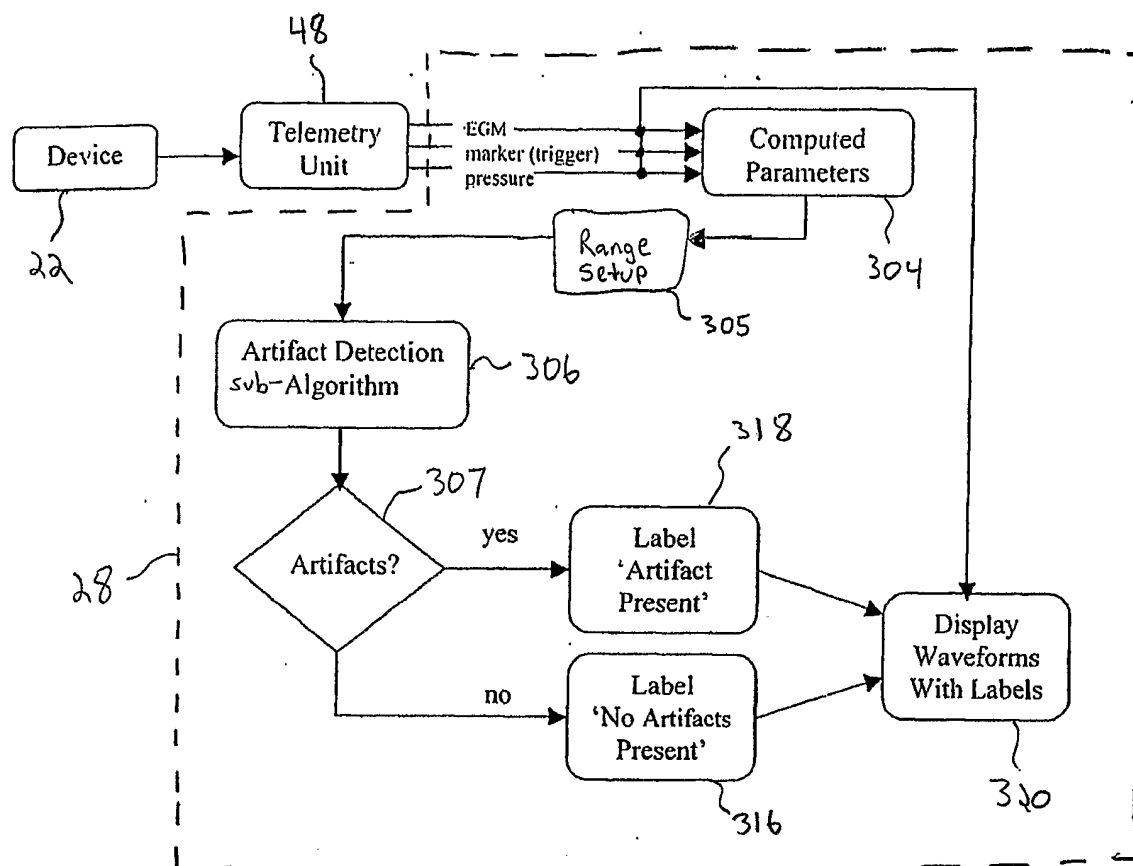 48
Device
Telemetry
Unit
EGM
marker (trigger)
pressure
Computed
Parameters
22
304
Range
Setup
305
Artifact Detection
sub-Algorithm
306
307
Artifacts?
yes
no
318
Label
'Artifact
Present'
28
Label
'No Artifacts
Present'
316
Display
Waveforms
With Labels
320